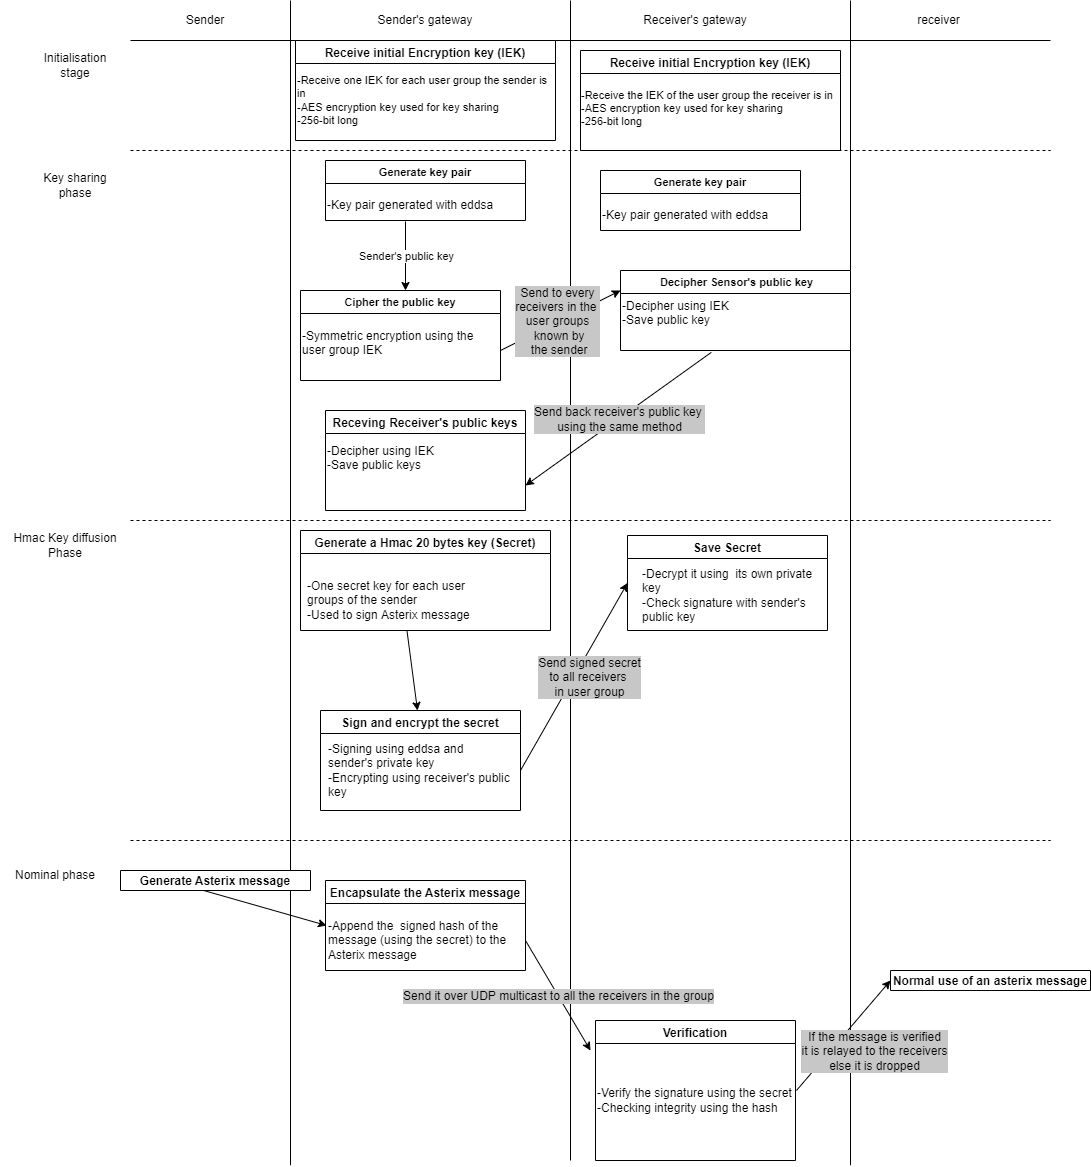 Sender
Sender's gateway
Receiver's gateway
receiver
Initialisation
stage
Receive initial Encryption key (IEK)
-Receive one IEK for each user group the sender is
in
-AES encryption key used for key sharing
-256-bit long
Receive initial Encryption key (IEK)
-Receive the IEK of the user group the receiver is in
-AES encryption key used for key sharing
-256-bit long
Key sharing
phase
Generate key pair
-Key pair generated with eddsa
Generate key pair
-Key pair generated with eddsa
Sender's public key
Cipher the public key
-Symmetric encryption using the
user group IEK
Send to every
receivers in the
user groups
known by
the sender
Decipher Sensor's public key
-Decipher using IEK
-Save public key
Send back receiver's public key
using the same method
Receving Receiver's public keys
-Decipher using IEK
-Save public keys
Hmac Key diffusion
Phase
Generate a Hmac 20 bytes key (Secret)
-One secret key for each user
groups of the sender
-Used to sign Asterix message
Save Secret
-Decrypt it using its own private
key
-Check signature with sender's
public key
Send signed secret
to all receivers
in user group
Sign and encrypt the secret
-Signing using eddsa and
sender's private key
-Encrypting using receiver's public
key
Nominal phase
Generate Asterix message
Encapsulate the Asterix message
-Append the signed hash of the
message (using the secret) to the
Asterix message
Send it over UDP multicast to all the receivers in the group
Normal use of an asterix message
Verification
-Verify the signature using the secret
-Checking integrity using the hash
If the message is verified
it is relayed to the receivers
else it is dropped